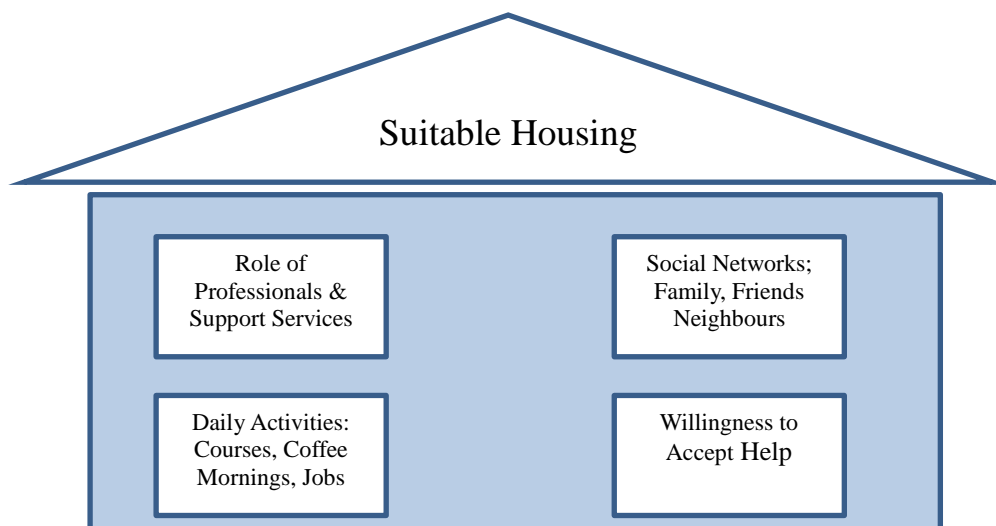 Suitable Housing
Role of
Professionals &
Support Services
Social Networks;
Family, Friends
Neighbours
Daily Activities:
Courses, Coffee
Mornings, Jobs
Willingness to
Accept Help